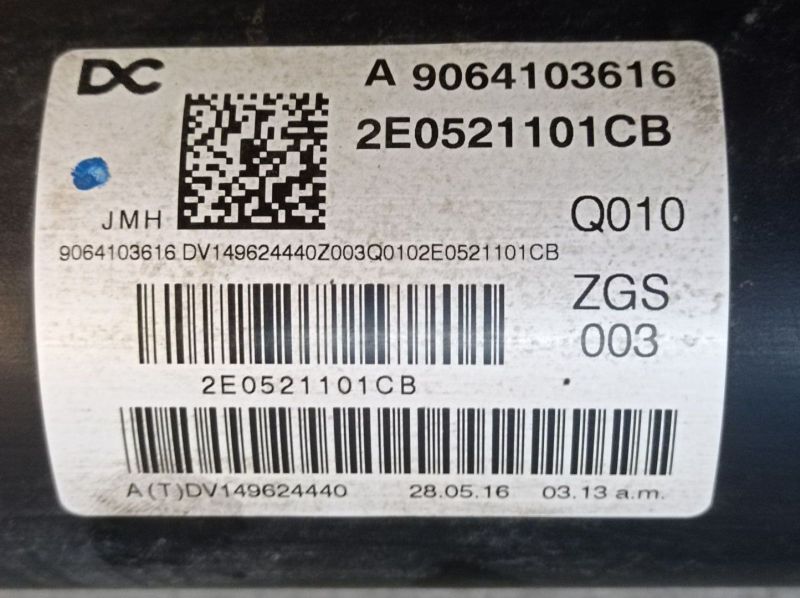 DC A 9064103616
2E0521101CB
JMH Q010
9064103616 DV149624440Z003Q0102E0521101CB
ZGS
003
2E0521101CB
A(T)DV149624440 28.05.16 03.13 a.m.